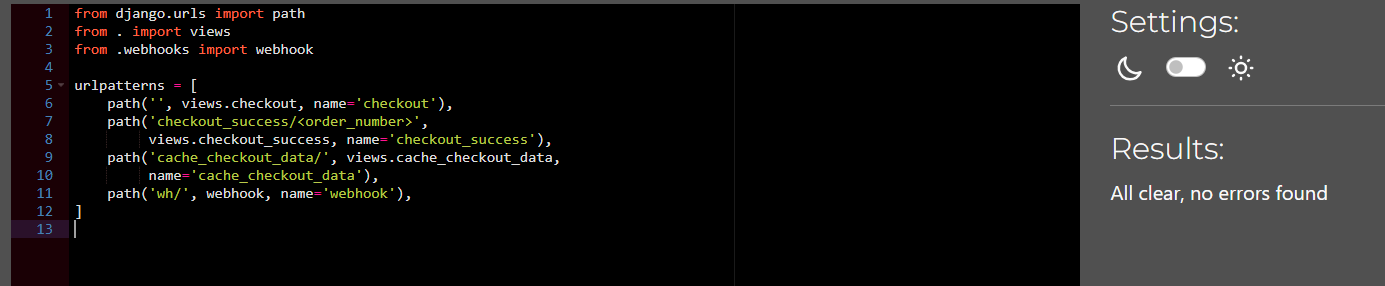 1 from django.urls import path
2 from . import views
3 from .webhooks import webhook
4
5 urlpatterns = [
6     path('', views.checkout, name='checkout'),
7     path('checkout_success/<order_number>',
8          views.checkout_success, name='checkout_success'),
9     path('cache_checkout_data/', views.cache_checkout_data,
10         name='cache_checkout_data'),
11    path('wh/', webhook, name='webhook'),
12 ]
13
Settings:
Results:
All clear, no errors found